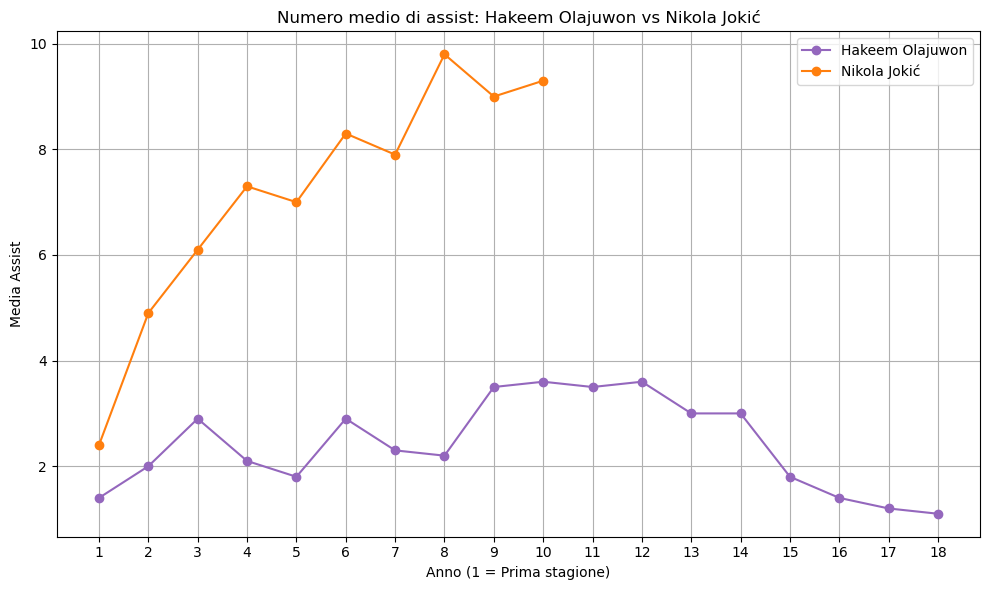 Numero medio di assist: Hakeem Olajuwon vs Nikola Jokić
Hakeem Olajuwon
Nikola Jokić
Media Assist
10
8
6
4
2
1 2 3 4 5 6 7 8 9 10 11 12 13 14 15 16 17 18
Anno (1 = Prima stagione)